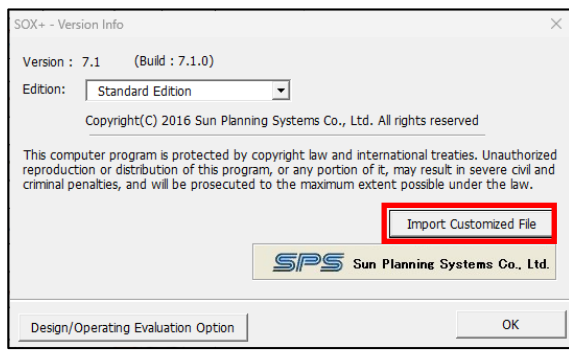 SOX+ - Version Info
Version : 7.1 (Build : 7.1.0)
Edition: Standard Edition
Copyright(C) 2016 Sun Planning Systems Co., Ltd. All rights reserved
This computer program is protected by copyright law and international treaties. Unauthorized
reproduction or distribution of this program, or any portion of it, may result in severe civil and
criminal penalties, and will be prosecuted to the maximum extent possible under the law.
Import Customized File
SPS Sun Planning Systems Co., Ltd.
Design/Operating Evaluation Option OK